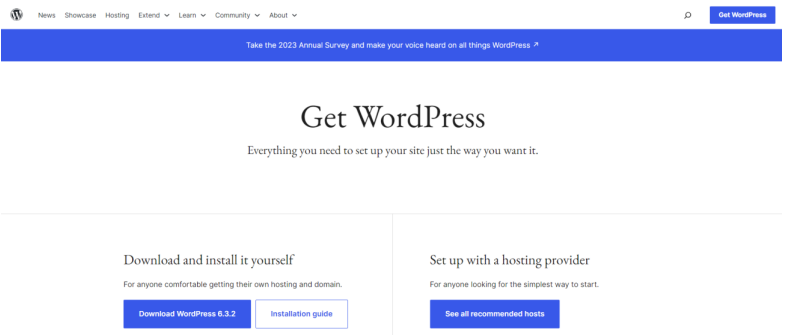 News Showcase Hosting Extend Learn Community About Get WordPress
Take the 2023 Annual Survey and make your voice heard on all things WordPress ↗
Get WordPress
Everything you need to set up your site just the way you want it.
Download and install it yourself
For anyone comfortable getting their own hosting and domain.
Download WordPress 6.3.2 Installation guide
Set up with a hosting provider
For anyone looking for the simplest way to start.
See all recommended hosts